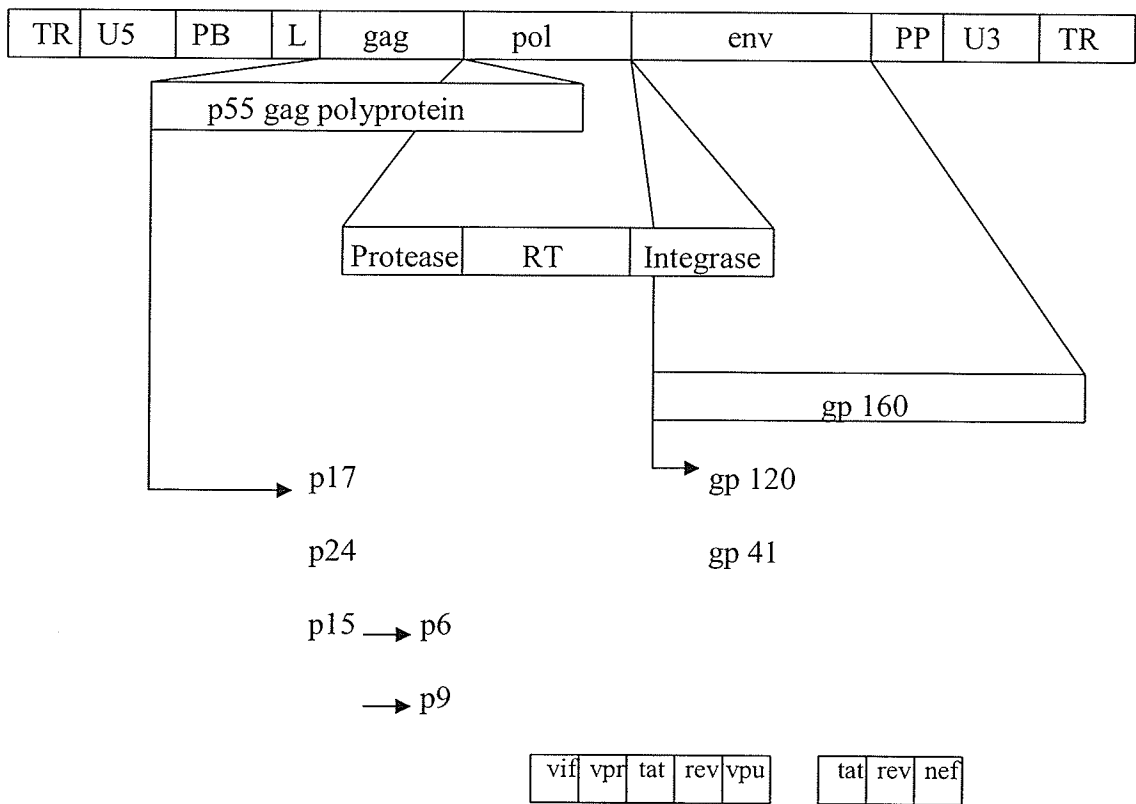 TR U5 PB L gag pol env PP U3 TR
p55 gag polyprotein
Protease RT Integrase
gp 160
p17
gp 120
p24
gp 41
p15 p6
p9
vif vpr tat rev vpu tat rev nef